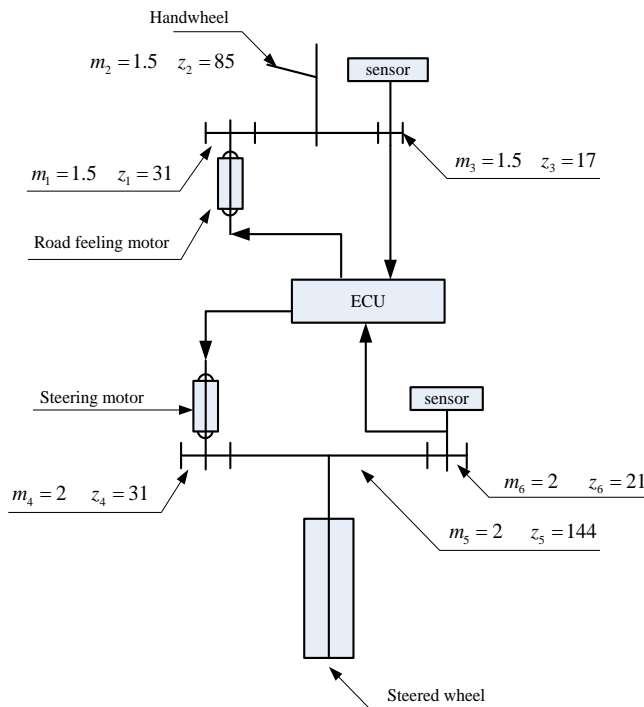 Handwheel
m₂ = 1.5 z₂ = 85
sensor
m₁ = 1.5 z₁ = 31
m₃ = 1.5 z₃ = 17
Road feeling motor
ECU
Steering motor
sensor
m₄ = 2 z₄ = 31
m₆ = 2 z₆ = 21
m₅ = 2 z₅ = 144
Steered wheel